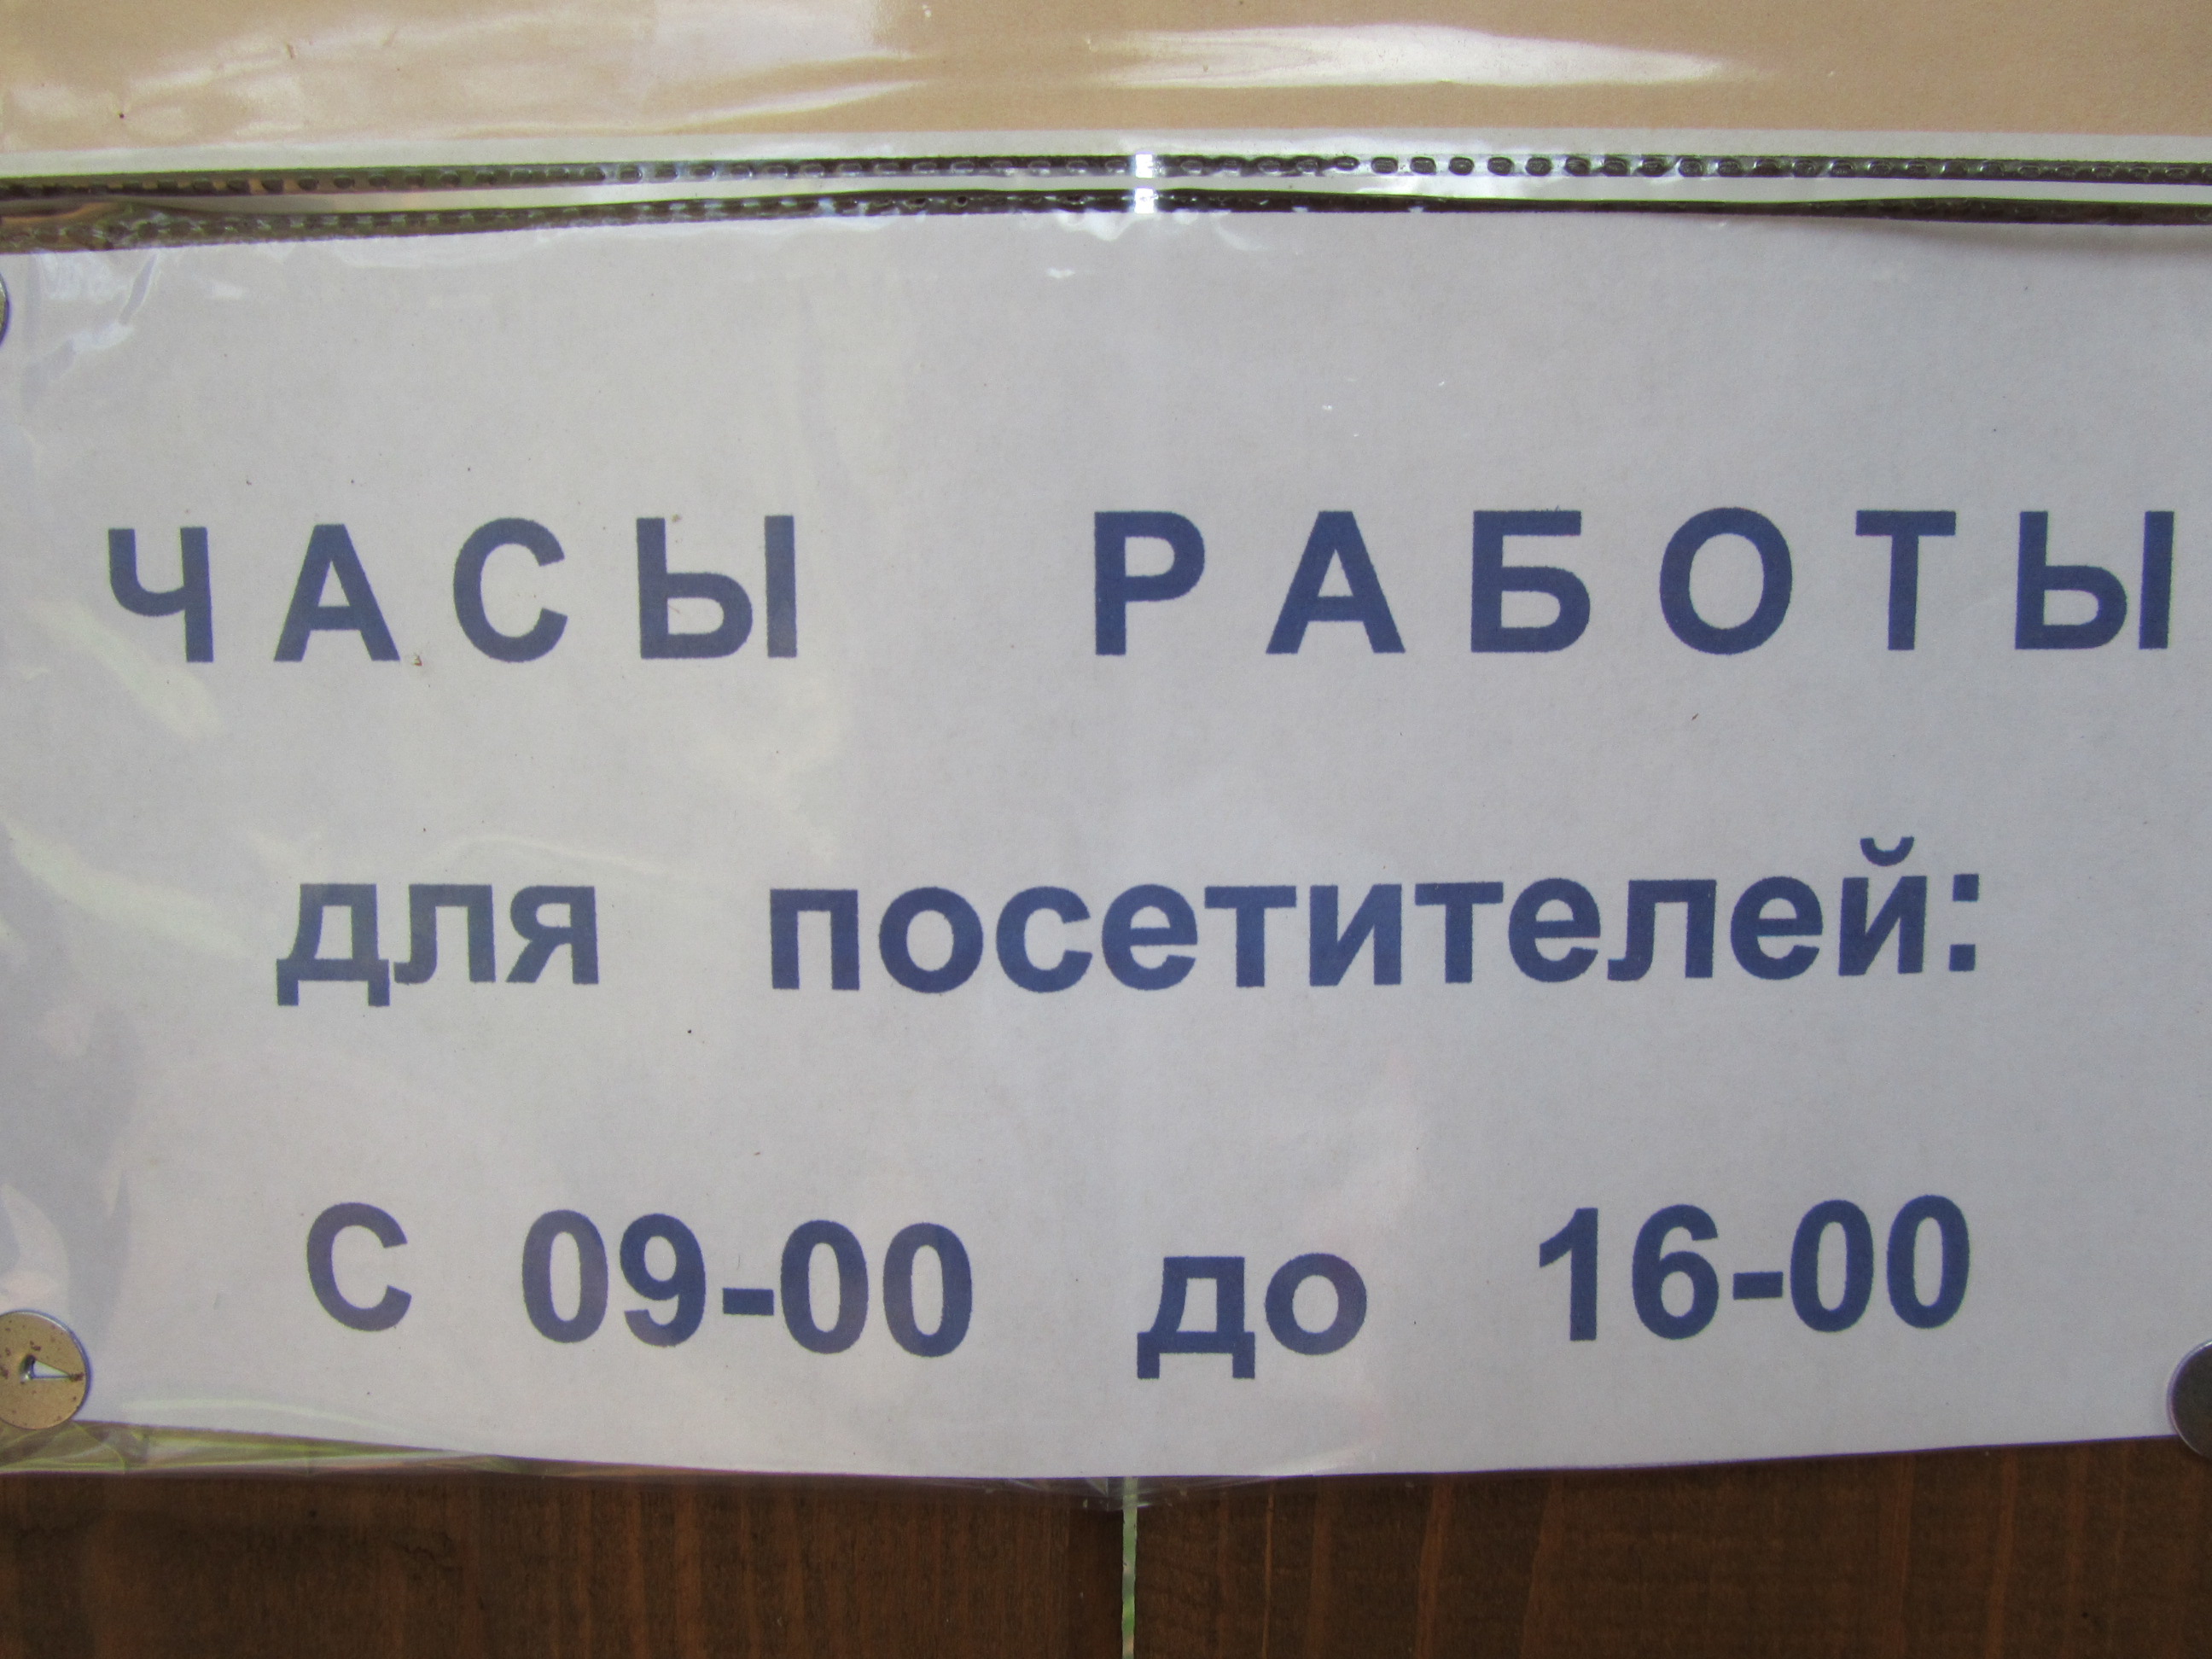 ЧАСЫ РАБОТЫ
для посетителей:
С 09-00 до 16-00